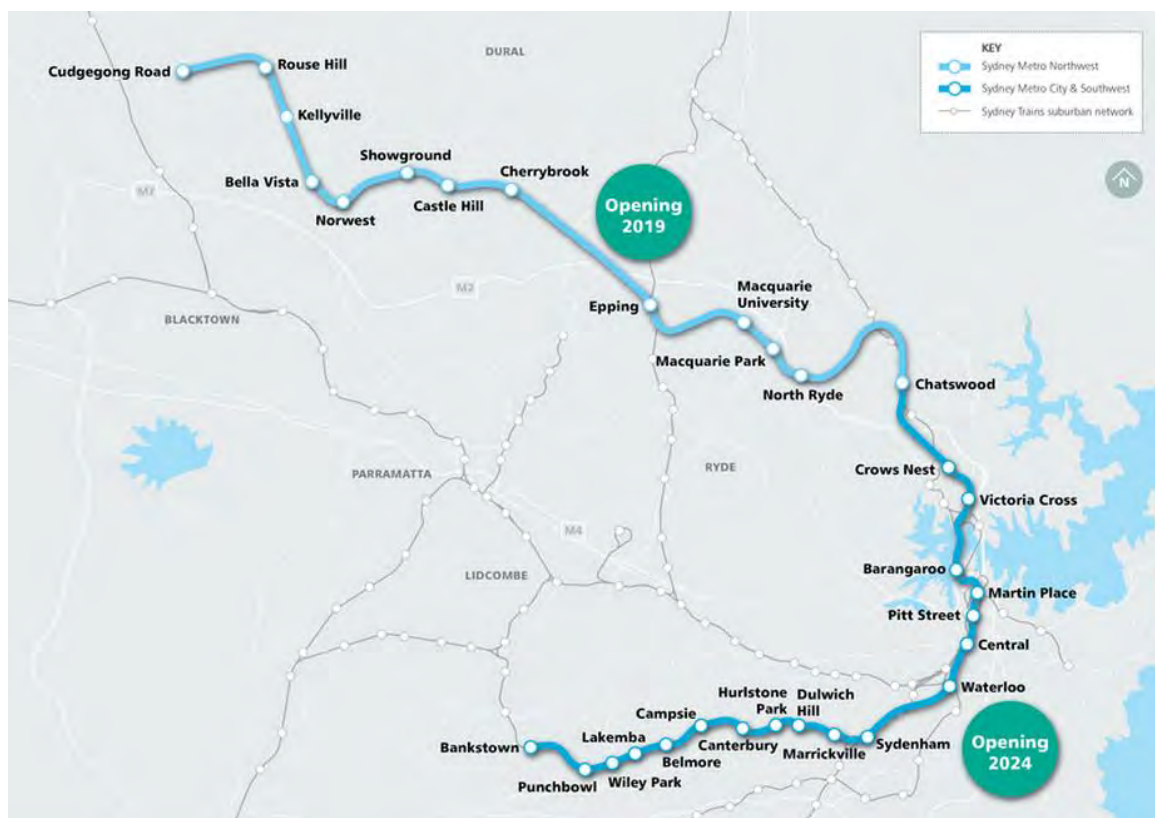 DURAL
KEY
Sydney Metro Northwest
Sydney Metro City & Southwest
Sydney Trains suburban network
N
Cudgegong Road
Rouse Hill
Kellyville
Showground
Cherrybrook
Bella Vista
Castle Hill
Norwest
Opening
2019
M2
Epping
Macquarie
University
BLACKTOWN
Macquarie Park
North Ryde
Chatswood
PARRAMATTA
RYDE
Crows Nest
Victoria Cross
M4
LIDCOMBE
Barangaroo
Martin Place
Pitt Street
Central
Waterloo
Hurlstone
Park
Dulwich
Hill
Campsie
Lakemba
Bankstown
Canterbury
Sydenham
Marrickville
Belmore
Wiley Park
Punchbowl
Opening
2024